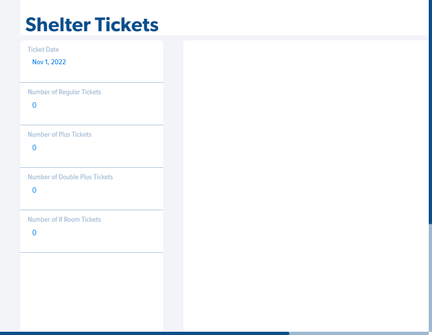 Shelter Tickets
Ticket Date
Nov 1, 2022
Number of Regular Tickets
0
Number of Plus Tickets
0
Number of Double Plus Tickets
0
Number of If Room Tickets
0